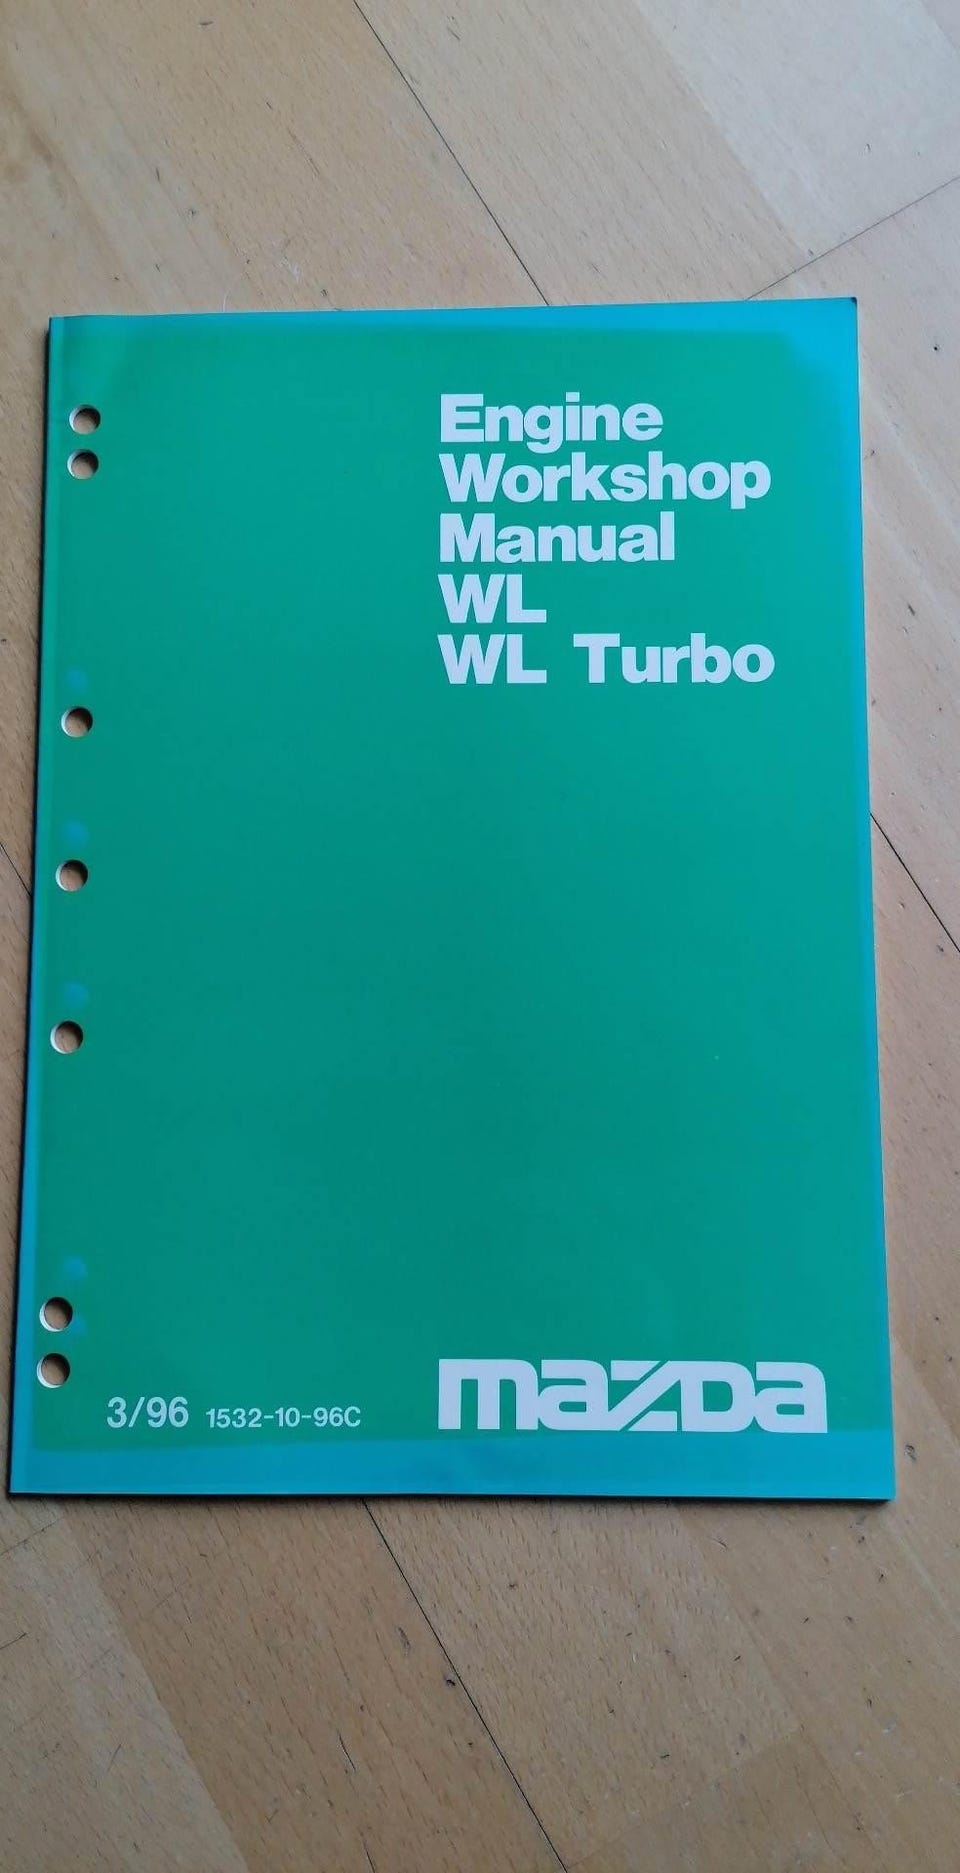 Engine
Workshop
Manual
WL
WL Turbo
3/96 1532-10-96C
mazDa